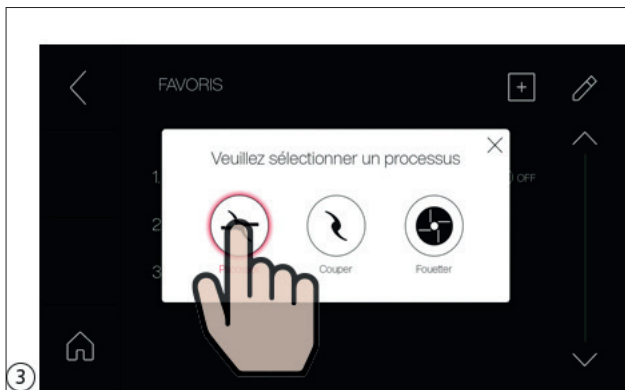 FAVORIS
Veuillez sélectionner un processus
1.
OFF
2
3
Couper
Fouetter
3